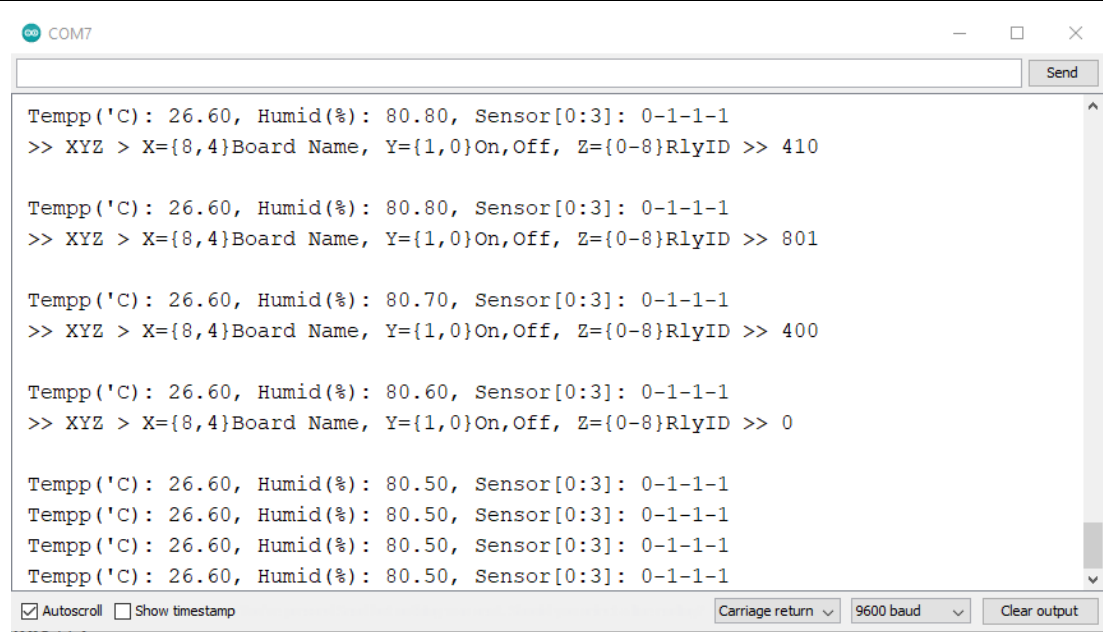 COM7
Send
Tempp('C): 26.60, Humid(%): 80.80, Sensor[0:3]: 0-1-1-1
>> XYZ > X={8,4}Board Name, Y={1,0}On,Off, Z={0-8}RlyID >> 410
Tempp('C): 26.60, Humid(%): 80.80, Sensor[0:3]: 0-1-1-1
>> XYZ > X={8,4}Board Name, Y={1,0}On,Off, Z={0-8}RlyID >> 801
Tempp('C): 26.60, Humid(%): 80.70, Sensor[0:3]: 0-1-1-1
>> XYZ > X={8,4}Board Name, Y={1,0}On,Off, Z={0-8}RlyID >> 400
Tempp('C): 26.60, Humid(%): 80.60, Sensor[0:3]: 0-1-1-1
>> XYZ > X={8,4}Board Name, Y={1,0}On,Off, Z={0-8}RlyID >> 0
Tempp('C): 26.60, Humid(%): 80.50, Sensor[0:3]: 0-1-1-1
Tempp('C): 26.60, Humid(%): 80.50, Sensor[0:3]: 0-1-1-1
Tempp('C): 26.60, Humid(%): 80.50, Sensor[0:3]: 0-1-1-1
Tempp('C): 26.60, Humid(%): 80.50, Sensor[0:3]: 0-1-1-1
Autoscroll Show timestamp Carriage return 9600 baud Clear output